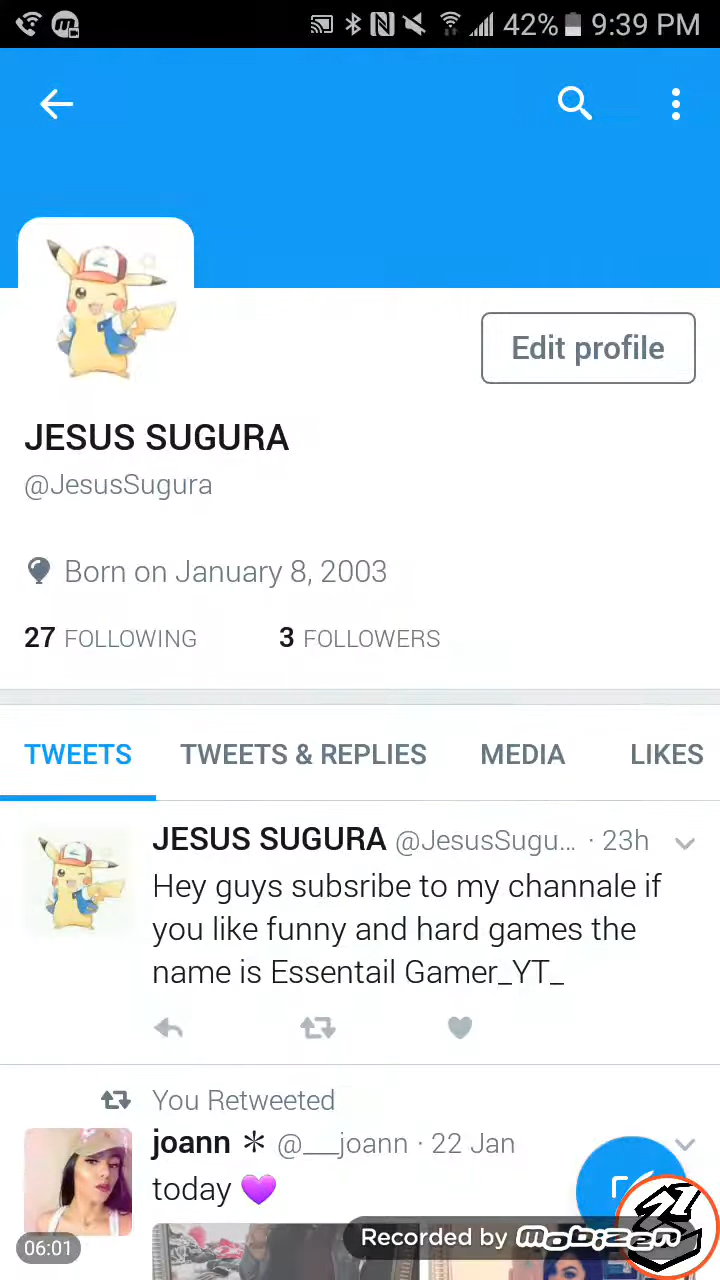 42% 9:39 PM
Edit profile
JESUS SUGURA
@JesusSugura
Born on January 8, 2003
27 FOLLOWING 3 FOLLOWERS
TWEETS TWEETS & REPLIES MEDIA LIKES
JESUS SUGURA @JesusSugu... · 23h
Hey guys subsribe to my channale if
you like funny and hard games the
name is Essentail Gamer_YT_
You Retweeted
joann @___joann · 22 Jan
today 💜
Recorded by mobizen
06:01